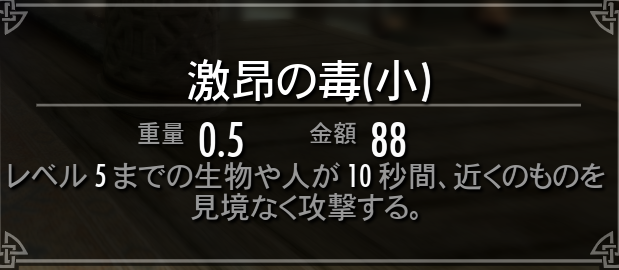 激昂の毒(小)
重量 0.5 金額 88
レベル 5 までの生物や人が 10 秒間、近くのものを
見境なく攻撃する。